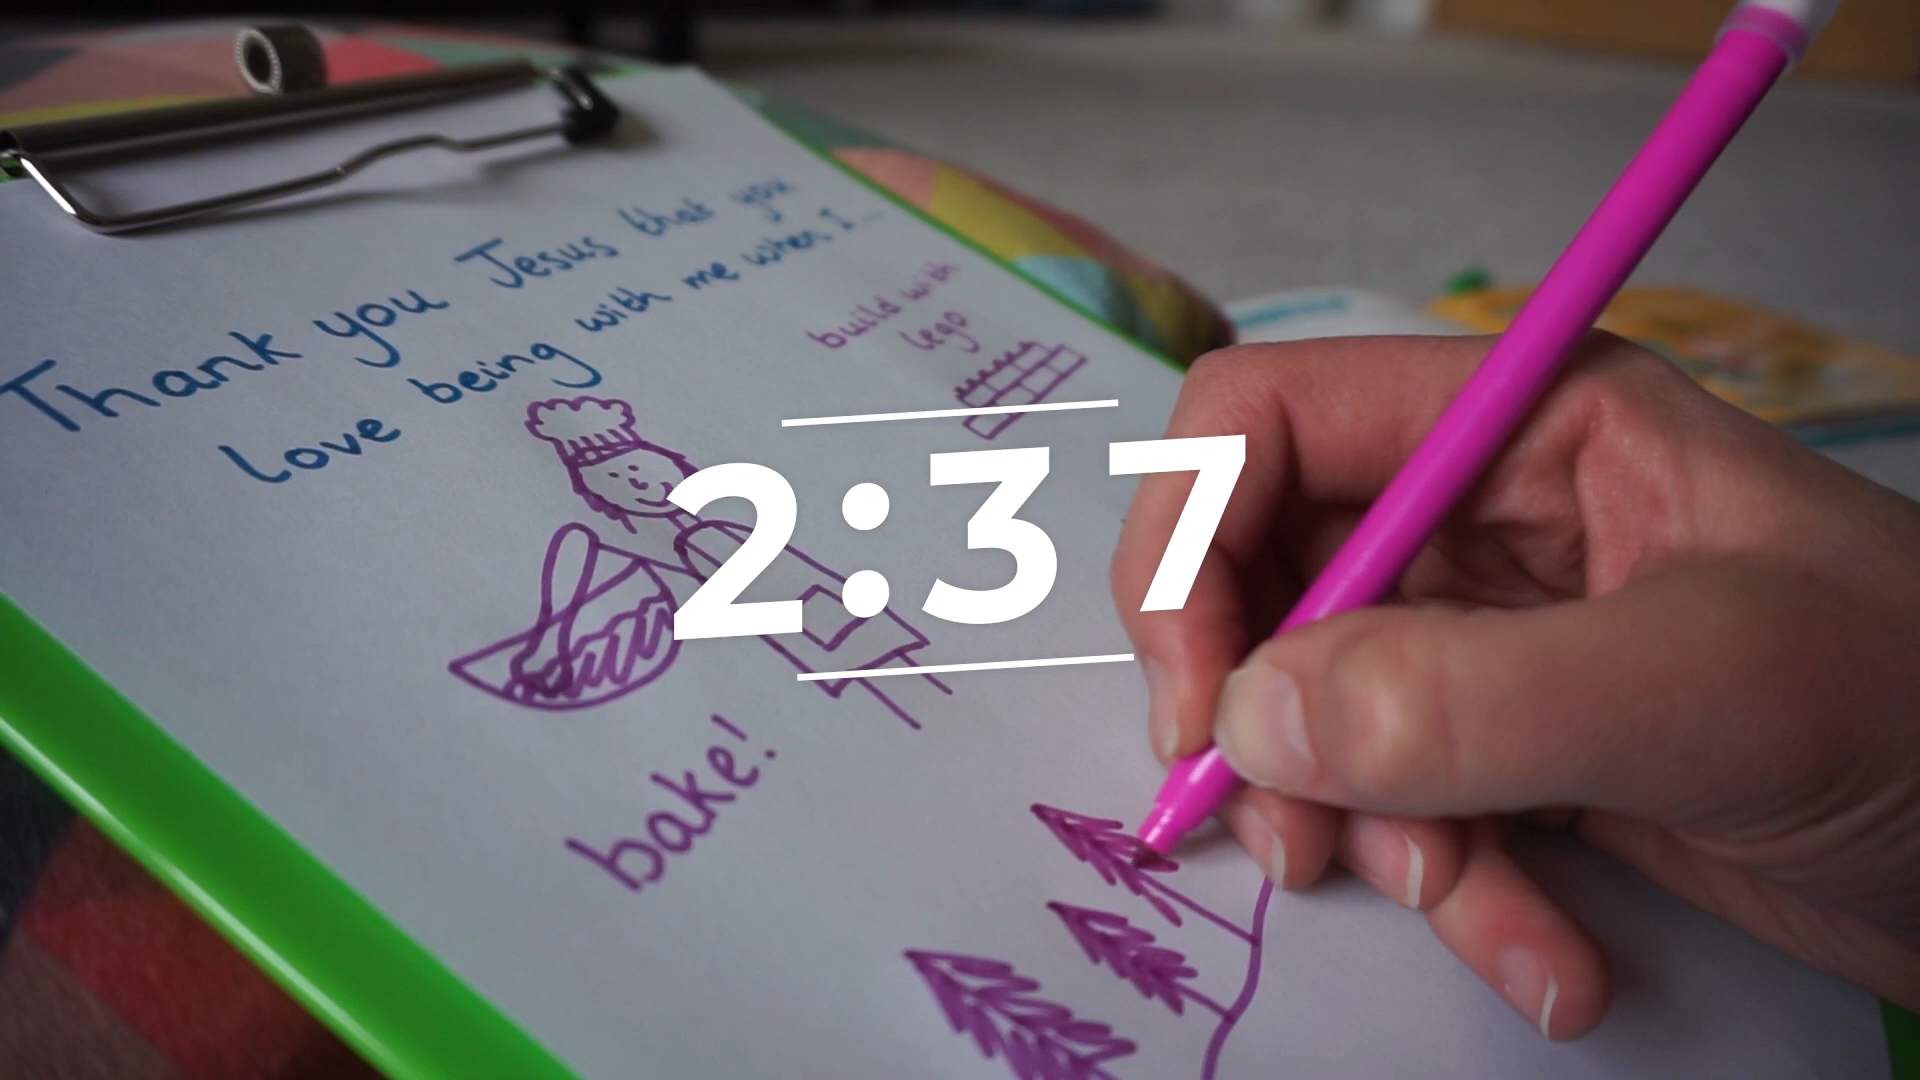 Thank you Jesus that you
love being with me when I...
build with
lego
2:37
bake!